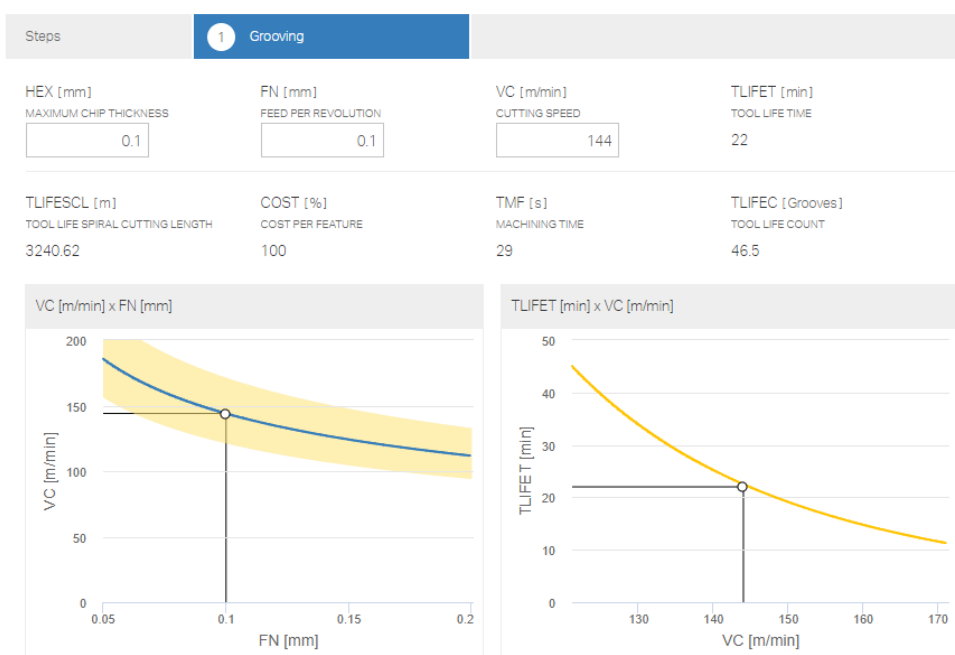 Steps 1 Grooving
HEX [mm] FN [mm] VC [m/min] TLIFET [min]
MAXIMUM CHIP THICKNESS FEED PER REVOLUTION CUTTING SPEED TOOL LIFE TIME
0.1 0.1 144 22
TLIFESCL [m] COST [%] TMF [s] TLIFEC [Grooves]
TOOL LIFE SPIRAL CUTTING LENGTH COST PER FEATURE MACHINING TIME TOOL LIFE COUNT
3240.62 100 29 46.5
VC [m/min] x FN [mm]
200
150
100
50
0
VC [m/min]
0.05 0.1 0.15 0.2
FN [mm]
TLIFET [min] x VC [m/min]
50
40
30
20
10
0
TLIFET [min]
130 140 150 160 170
VC [m/min]